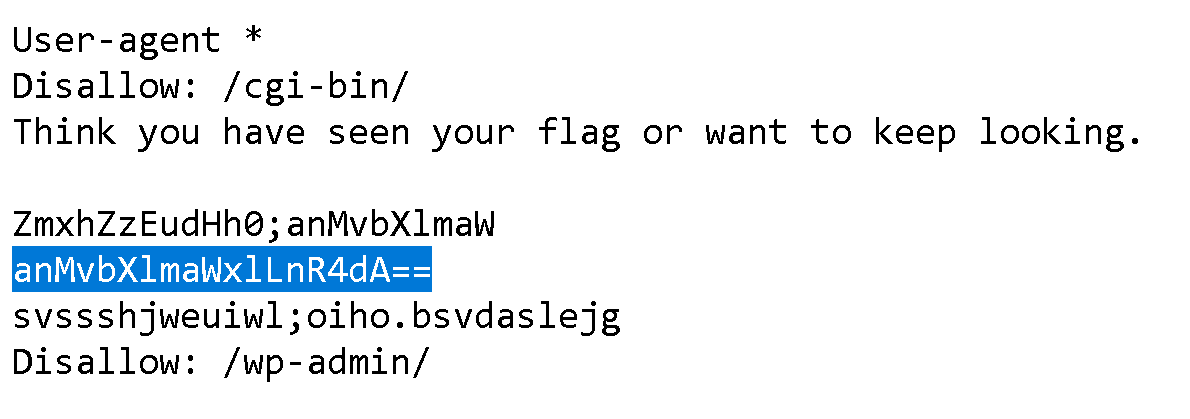 User-agent *
Disallow: /cgi-bin/
Think you have seen your flag or want to keep looking.
ZmxhZzEudHh0;anMvbXlmaW
anMvbXlmaWxlLnR4dA==
svssshjweuiwl;oiho.bsvdaslejg
Disallow: /wp-admin/